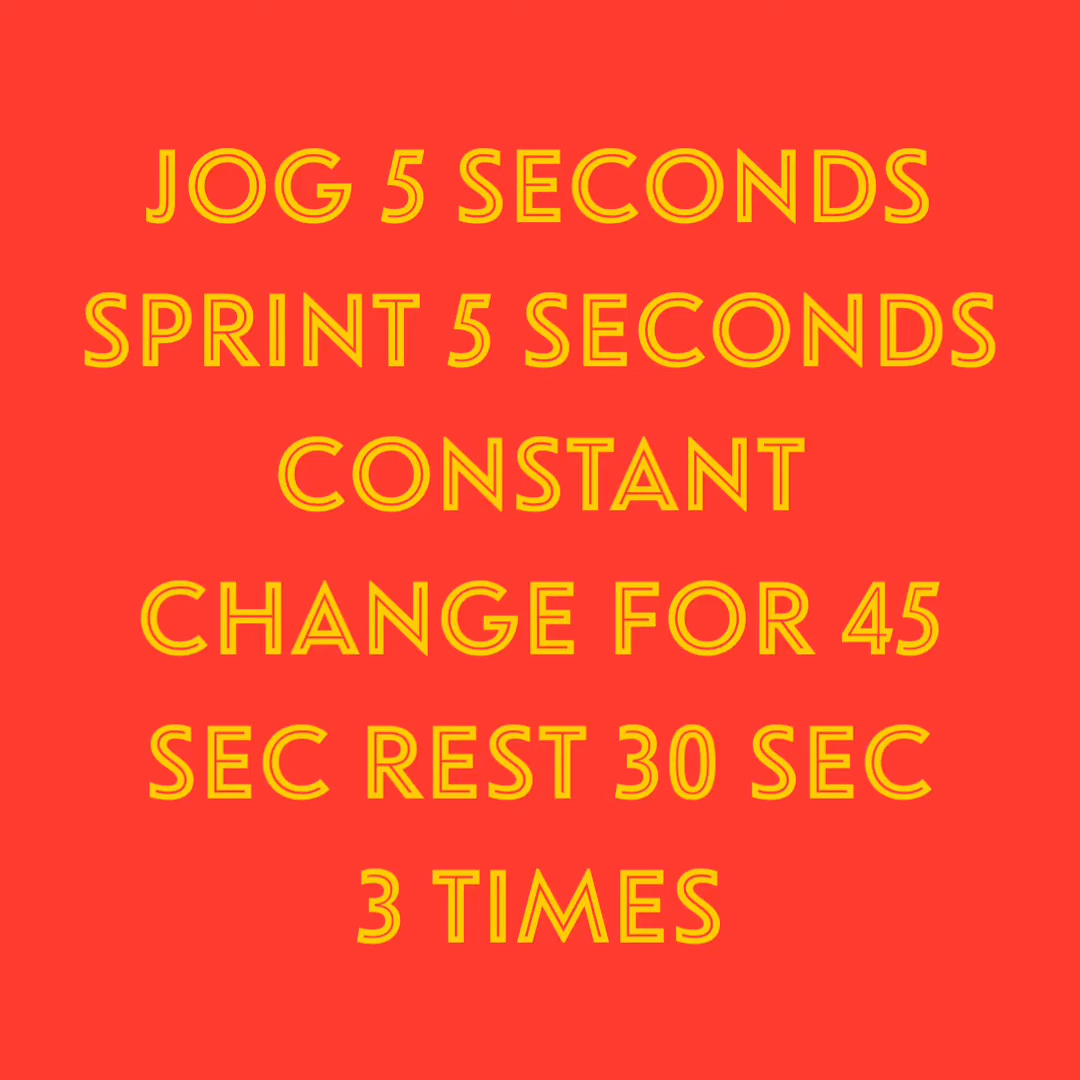 JOG 5 SECONDS
SPRINT 5 SECONDS
CONSTANT
CHANGE FOR 45
SEC REST 30 SEC
3 TIMES